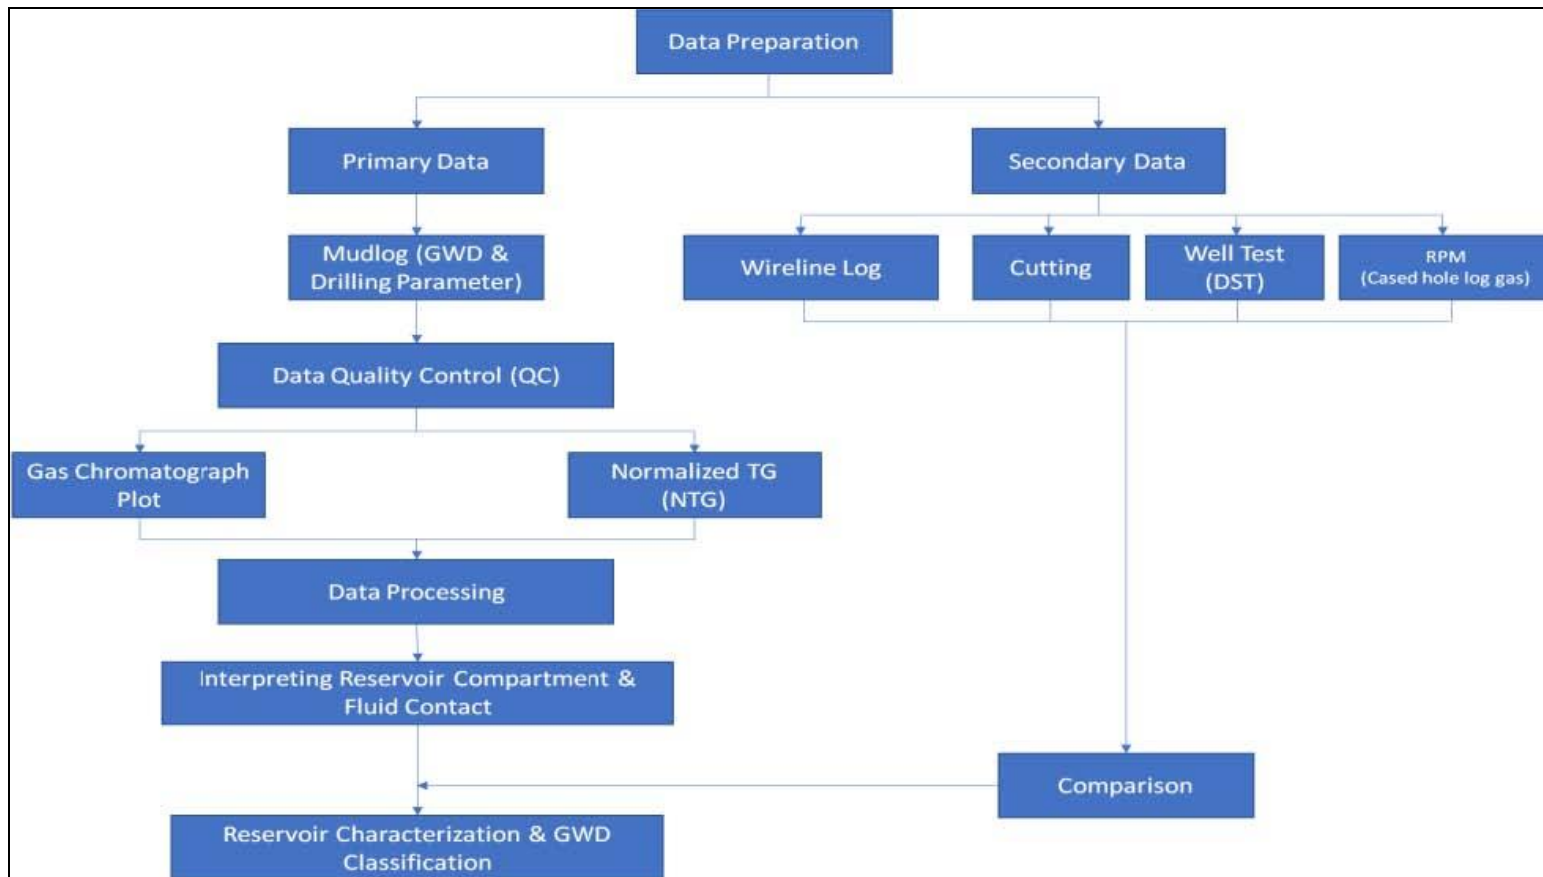 Data Preparation
Primary Data
Secondary Data
Mudlog (GWD &
Drilling Parameter)
Wireline Log
Cutting
Well Test
(DST)
RPM
(Cased hole log gas)
Data Quality Control (QC)
Gas Chromatograph
Plot
Normalized TG
(NTG)
Data Processing
Interpreting Reservoir Compartment &
Fluid Contact
Comparison
Reservoir Characterization & GWD
Classification